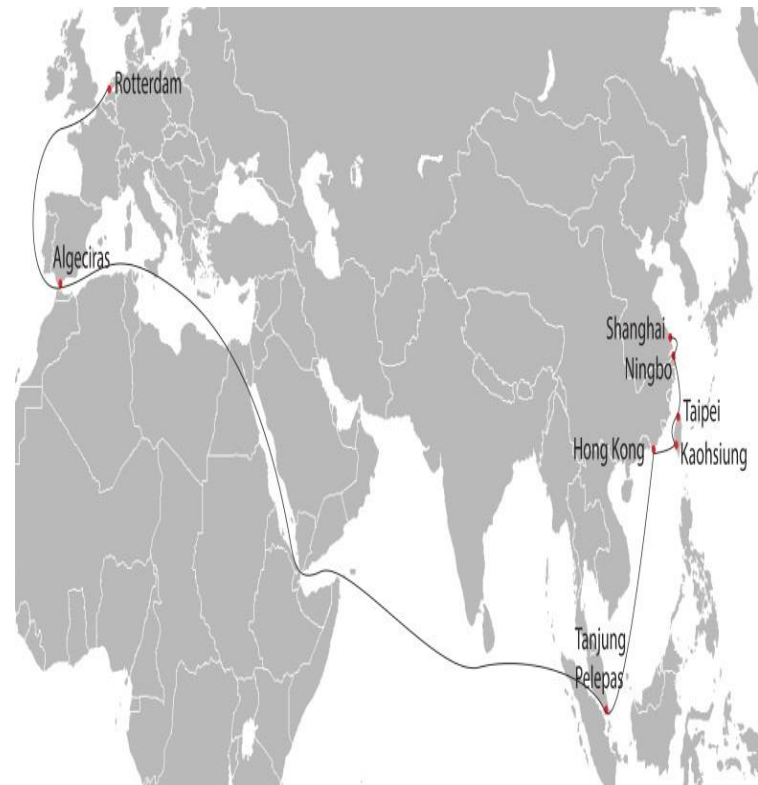 Rotterdam
Algeciras
Shanghai
Ningbo
Taipei
Hong Kong
Kaohsiung
Tanjung
Pelepas